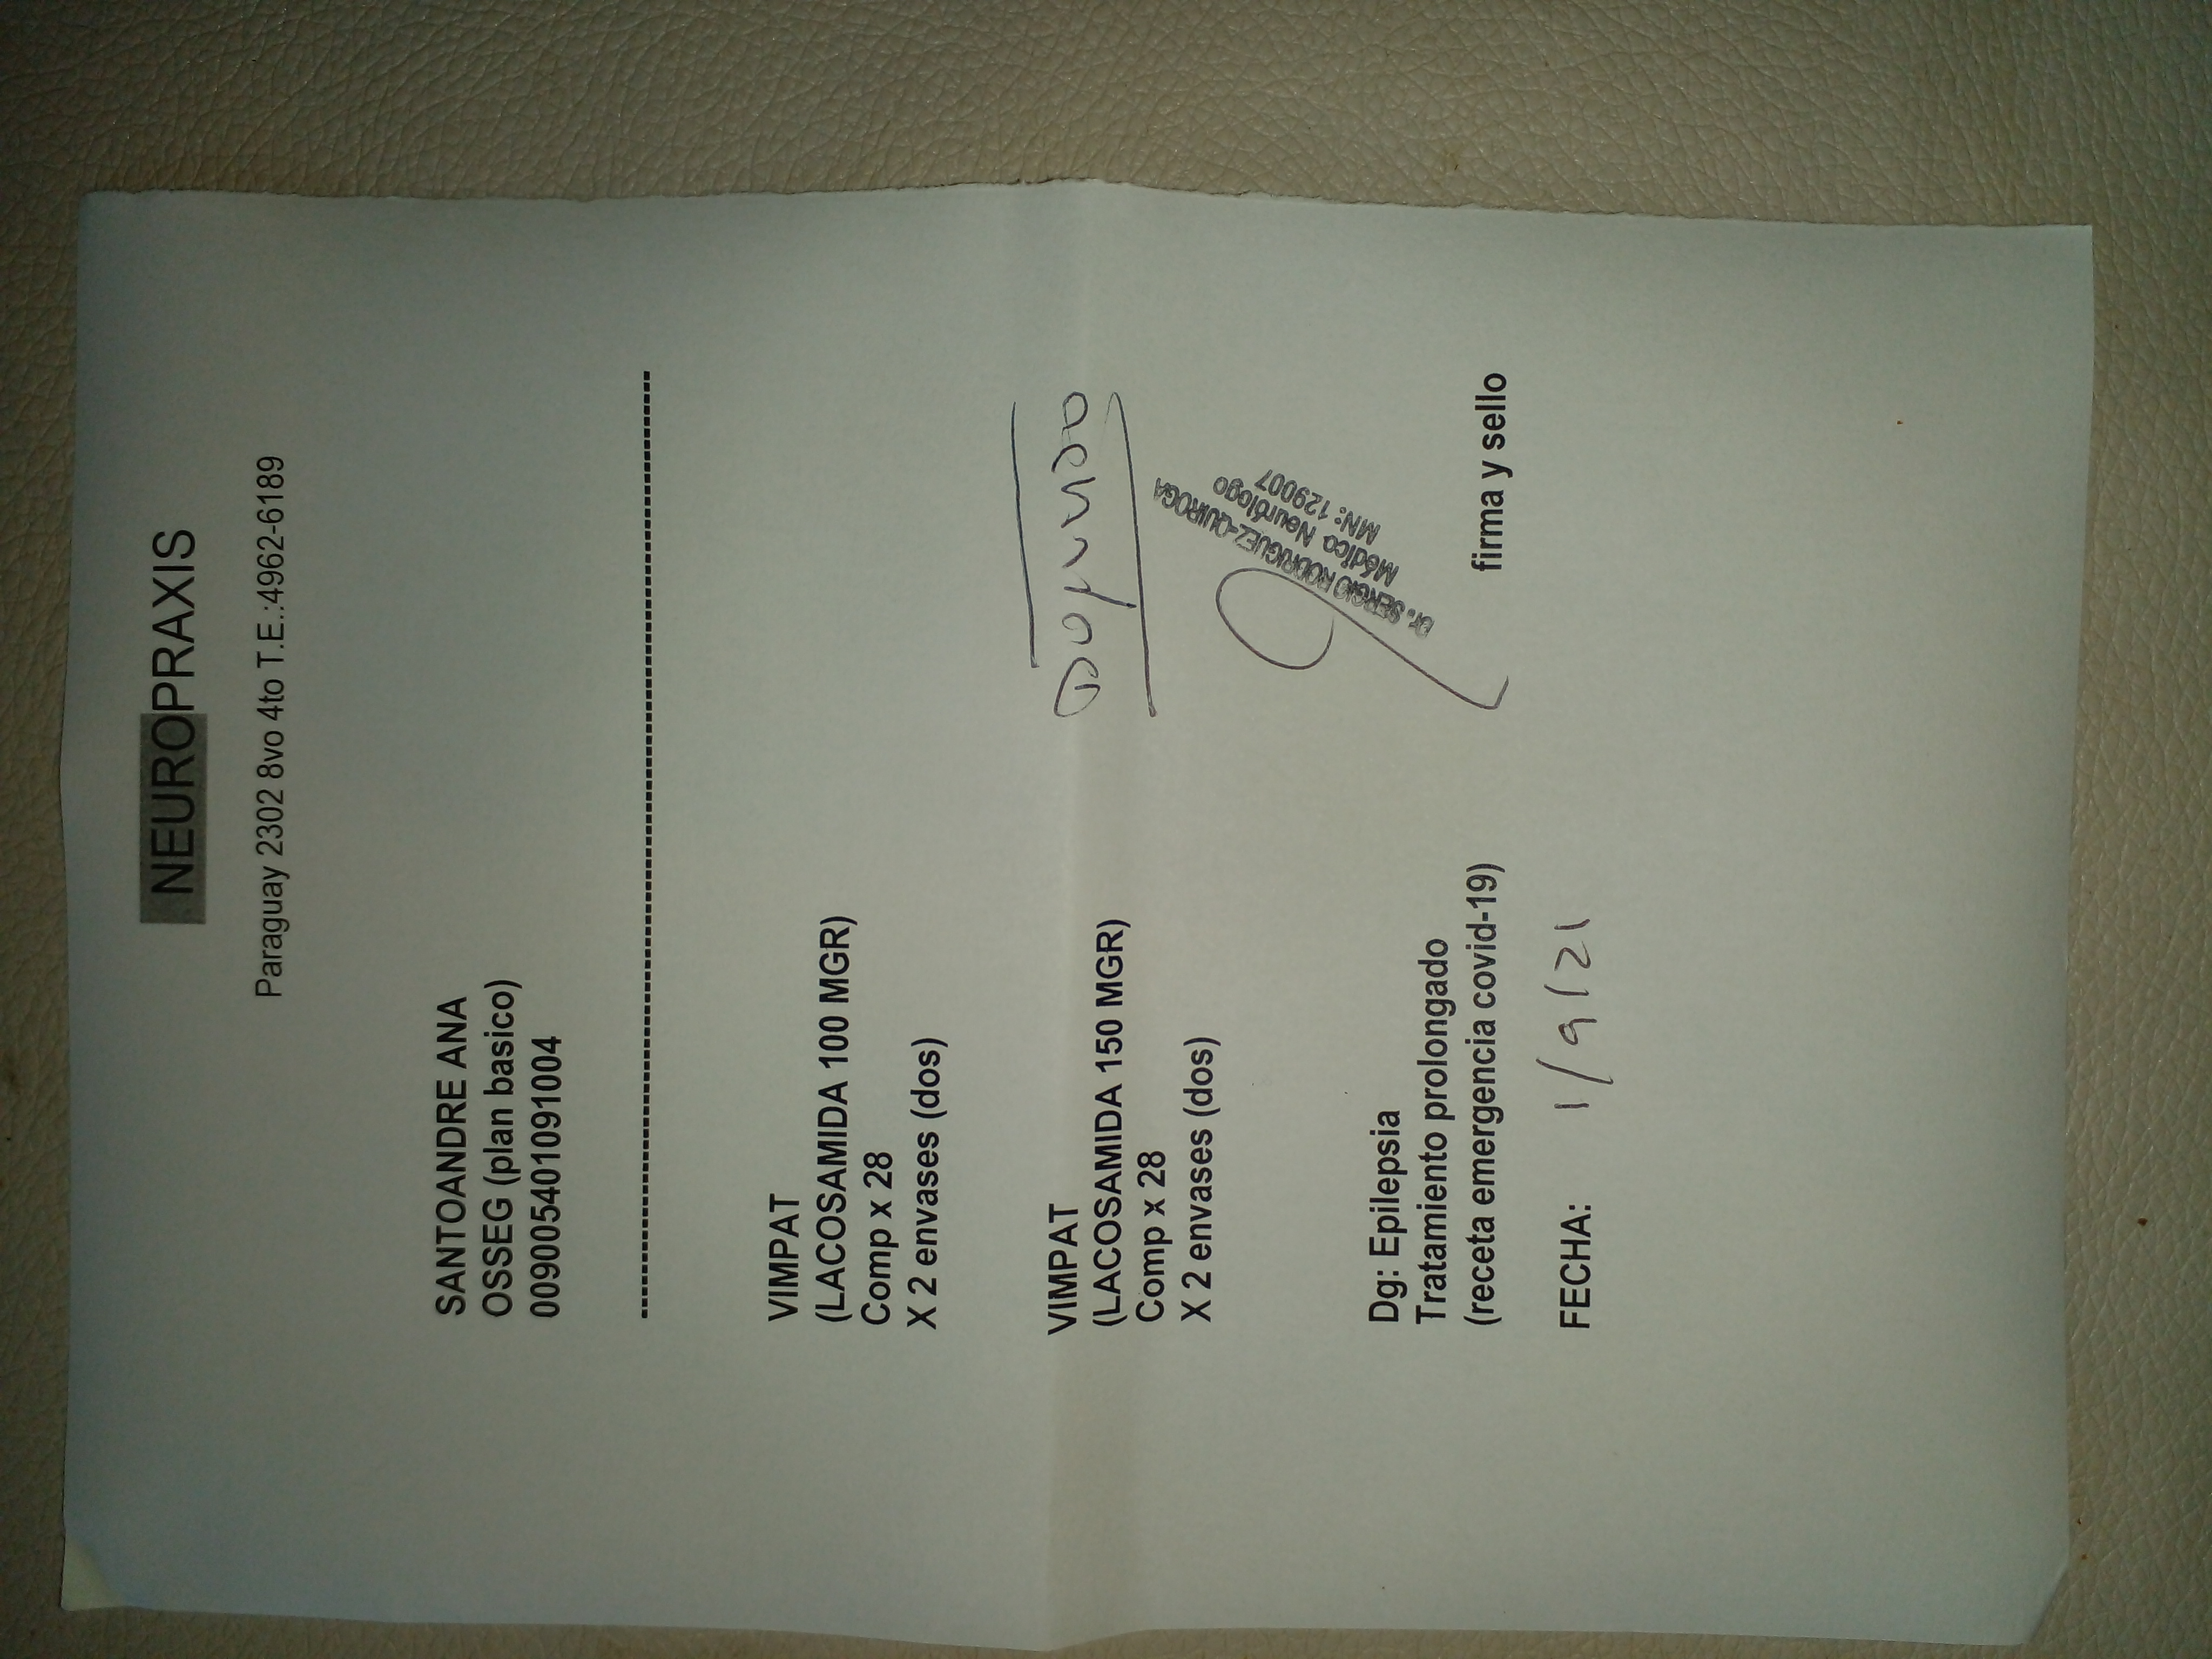 NEUROPRAXIS
Paraguay 2302 8vo 4to T.E.:4962-6189
SANTOANDRE ANA
OSSEG (plan basico)
009005401091004
--------------------------------------------------------------------------------
VIMPAT
(LACOSAMIDA 100 MGR)
Comp x 28
X 2 envases (dos)
VIMPAT
(LACOSAMIDA 150 MGR)
Comp x 28
X 2 envases (dos)
Dr. SERGIO RODRIGUEZ-QUIROGA
Médico Neurólogo
MN: 129007
Dg: Epilepsia
Tratamiento prolongado
(receta emergencia covid-19)
firma y sello
FECHA: 1/9/21